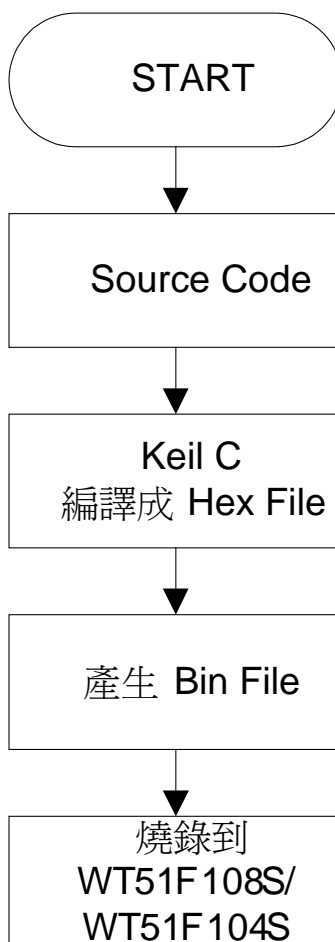 START
Source Code
Keil C
編譯成 Hex File
產生 Bin File
燒錄到
WT51F108S/
WT51F104S